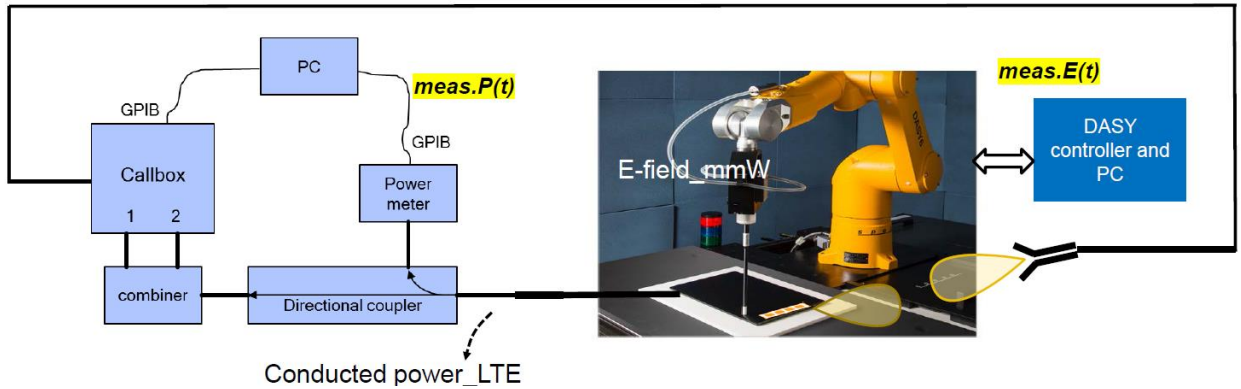 PC
meas.P(t)
meas.E(t)
GPIB
GPIB
Callbox
1 2
Power
meter
E-field_mmW
DASY6
DASY
controller and
PC
combiner
Directional coupler
Conducted power_LTE